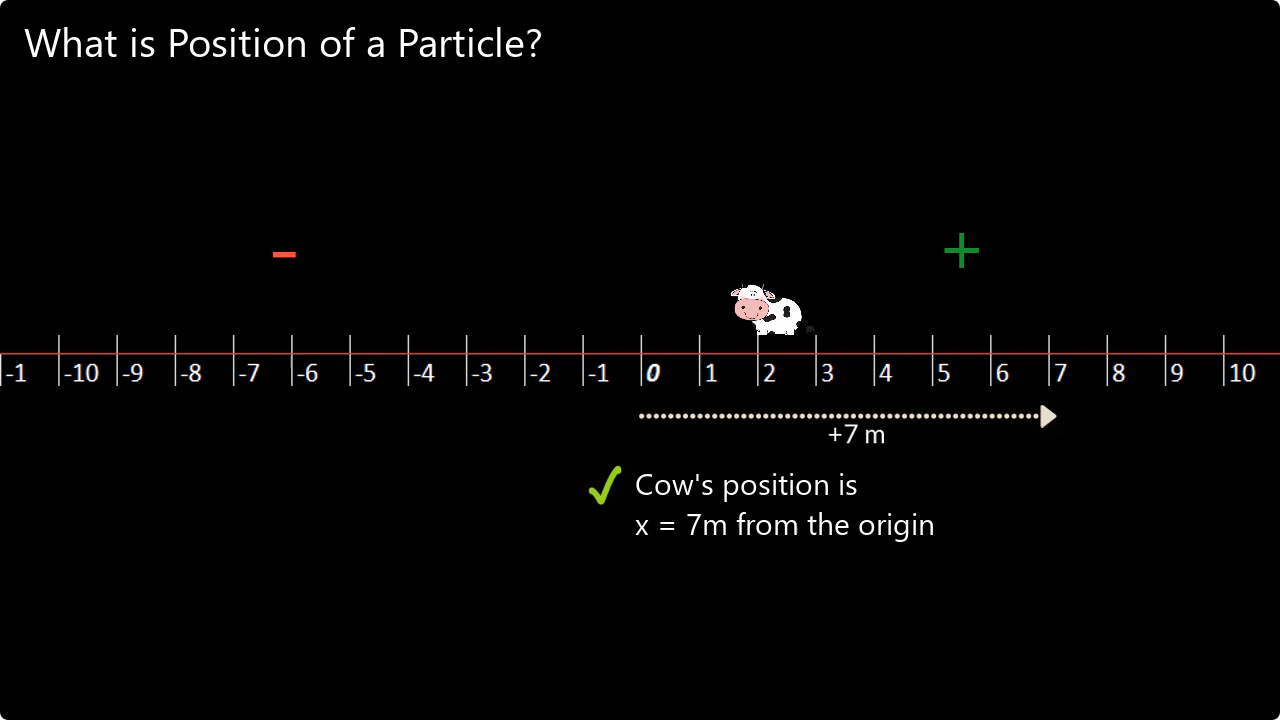 What is Position of a Particle?
- +
-1 -10 -9 -8 -7 -6 -5 -4 -3 -2 -1 0 1 2 3 4 5 6 7 8 9 10
+7 m
Cow's position is
x = 7m from the origin